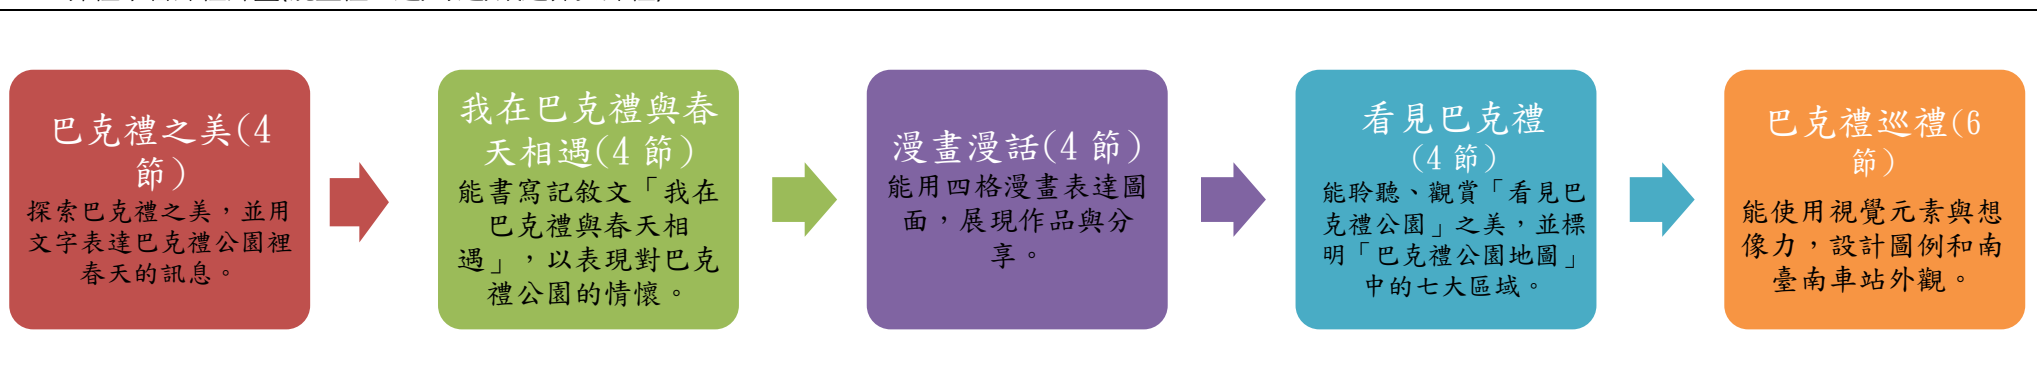 巴克禮之美(4
節)
探索巴克禮之美，並用
文字表達巴克禮公園裡
春天的訊息。
我在巴克禮與春
天相遇(4 節)
能書寫記敘文「我在
巴克禮與春天相
遇」，以表現對巴克
禮公園的情懷。
漫畫漫話(4 節)
能用四格漫畫表達圖
面，展現作品與分
享。
看見巴克禮
(4 節)
能聆聽、觀賞「看見巴
克禮公園」之美，並標
明「巴克禮公園地圖」
中的七大區域。
巴克禮巡禮(6
節)
能使用視覺元素與想
像力，設計圖例和南
臺南車站外觀。